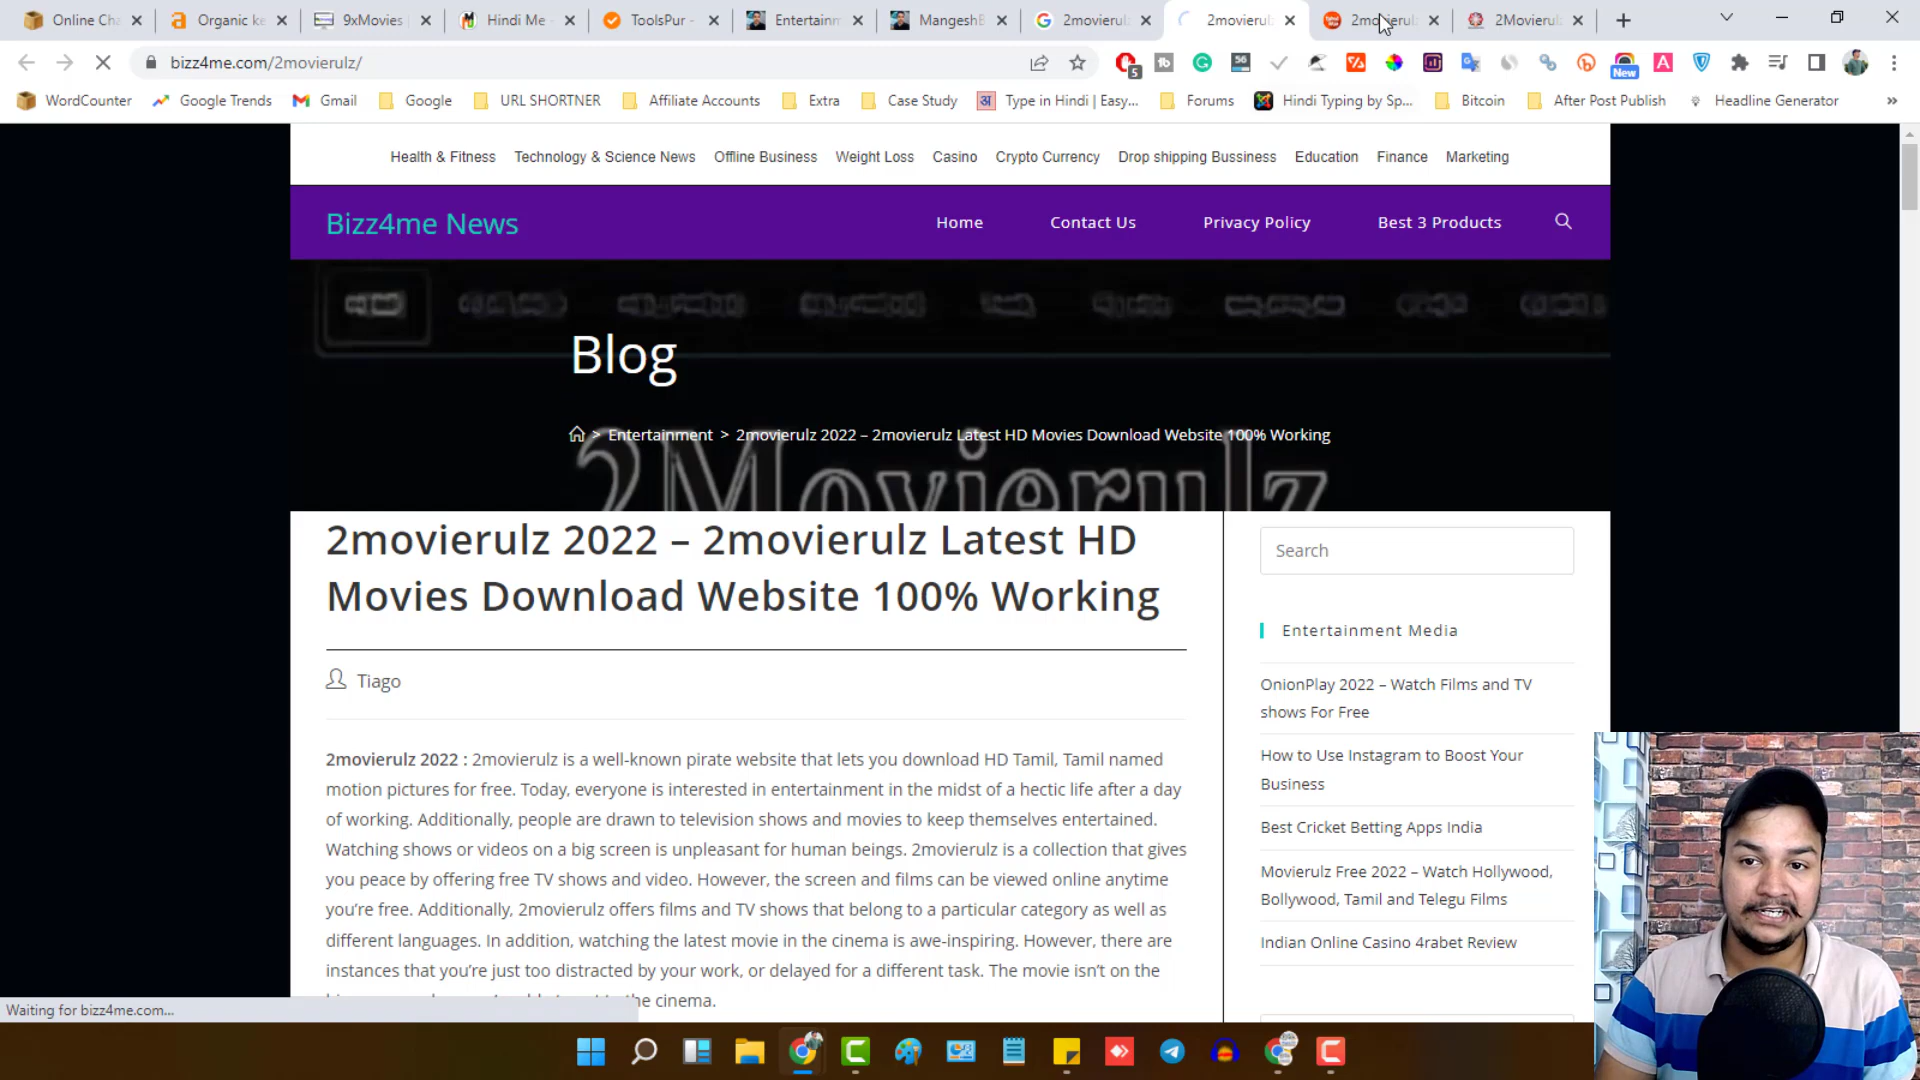 Online Cha
Organic ke
9xMovies
Hindi Me -
ToolsPur -
Entertainm
MangeshB
2movierul
2movierul
2movierul
2Movierul
bizz4me.com/2movierulz/
5
56
New
WordCounter
Google Trends
Gmail
Google
URL SHORTNER
Affiliate Accounts
Extra
Case Study
अ
Type in Hindi | Easy...
Forums
Hindi Typing by Sp...
Bitcoin
After Post Publish
Headline Generator
Health & Fitness
Technology & Science News
Offline Business
Weight Loss
Casino
Crypto Currency
Drop shipping Bussiness
Education
Finance
Marketing
Bizz4me News
Home
Contact Us
Privacy Policy
Best 3 Products
Blog
> Entertainment > 2movierulz 2022 – 2movierulz Latest HD Movies Download Website 100% Working
2Movierulz
2movierulz 2022 – 2movierulz Latest HD
Movies Download Website 100% Working
Tiago
2movierulz 2022 : 2movierulz is a well-known pirate website that lets you download HD Tamil, Tamil named
motion pictures for free. Today, everyone is interested in entertainment in the midst of a hectic life after a day
of working. Additionally, people are drawn to television shows and movies to keep themselves entertained.
Watching shows or videos on a big screen is unpleasant for human beings. 2movierulz is a collection that gives
you peace by offering free TV shows and video. However, the screen and films can be viewed online anytime
you’re free. Additionally, 2movierulz offers films and TV shows that belong to a particular category as well as
different languages. In addition, watching the latest movie in the cinema is awe-inspiring. However, there are
instances that you’re just too distracted by your work, or delayed for a different task. The movie isn’t on the
the cinema.
Search
Entertainment Media
OnionPlay 2022 – Watch Films and TV
shows For Free
How to Use Instagram to Boost Your
Business
Best Cricket Betting Apps India
Movierulz Free 2022 – Watch Hollywood,
Bollywood, Tamil and Telegu Films
Indian Online Casino 4rabet Review
Waiting for bizz4me.com...